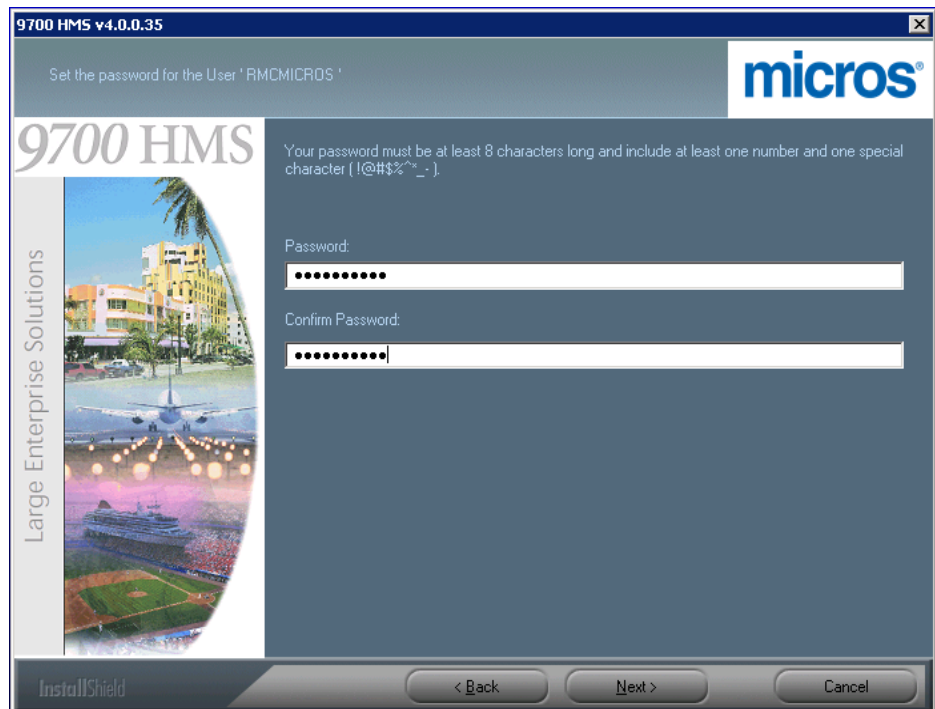 9700 HMS v4.0.0.35
Set the password for the User ' RMCMICROS '
micros®
9700 HMS
Large Enterprise Solutions
Your password must be at least 8 characters long and include at least one number and one special
character ( !@#$%^*_- ).
Password:
●●●●●●●●●●
Confirm Password:
●●●●●●●●●●
InstallShield
< Back
Next >
Cancel